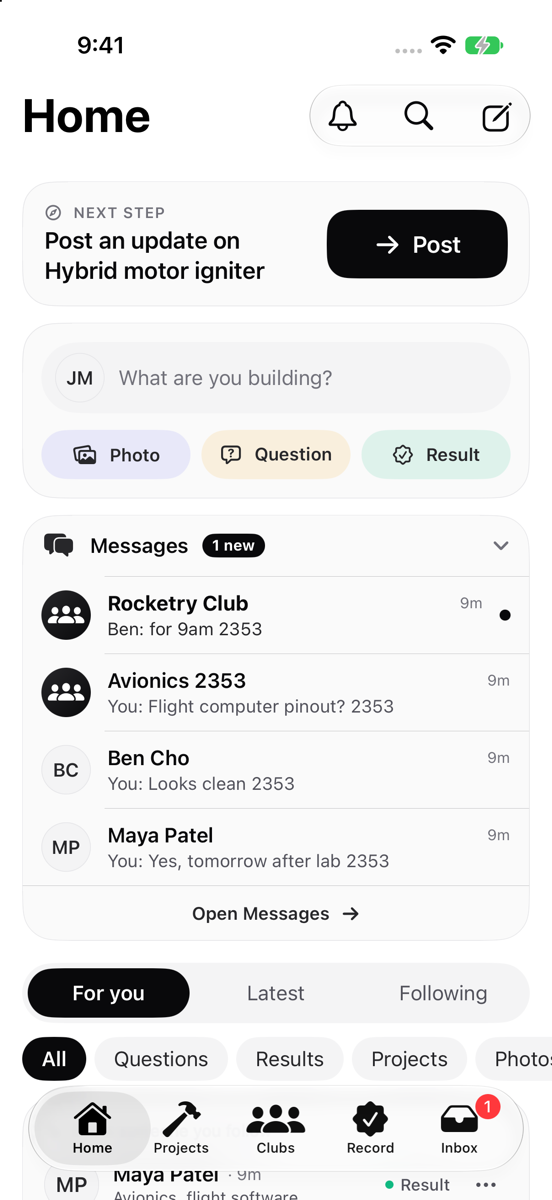 9:41
Home
NEXT STEP
Post an update on
Hybrid motor igniter
Post
JM
What are you building?
Photo
Question
Result
Messages
1 new
Rocketry Club
9m
Ben: for 9am 2353
Avionics 2353
9m
You: Flight computer pinout? 2353
BC
Ben Cho
9m
You: Looks clean 2353
MP
Maya Patel
9m
You: Yes, tomorrow after lab 2353
Open Messages
For you
Latest
Following
All
Questions
Results
Projects
Photos
1
Home
Projects
Clubs
Record
Inbox
MP
Maya Patel · 9m
Result
Avionics, flight software